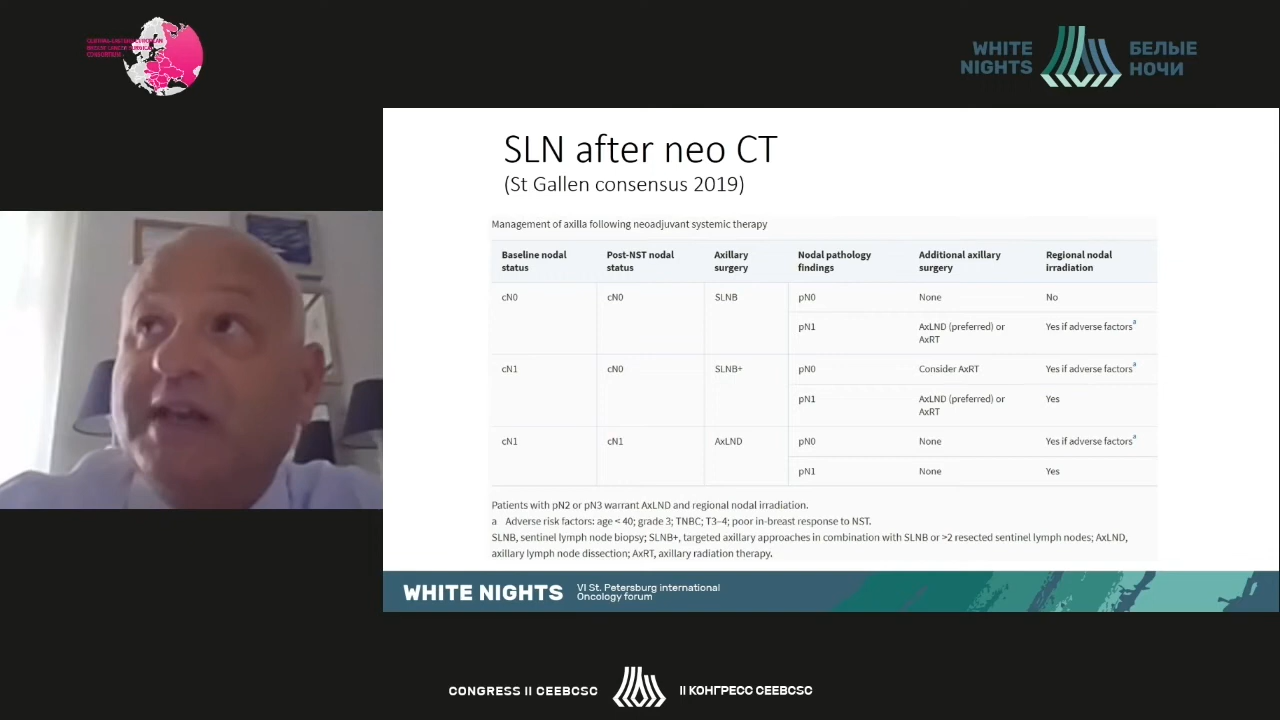 CENTRAL-EASTERN EUROPEAN
BREAST CANCER SURGICAL
CONSORTIUM
WHITE
NIGHTS
БЕЛЫЕ
НОЧИ
SLN after neo CT
(St Gallen consensus 2019)
Management of axilla following neoadjuvant systemic therapy
Baseline nodal status Post-NST nodal status Axillary surgery Nodal pathology findings Additional axillary surgery Regional nodal irradiation
cN0 cN0 SLNB pN0 None No
pN1 AxLND (preferred) or AxRT Yes if adverse factors a
cN1 cN0 SLNB+ pN0 Consider AxRT Yes if adverse factors a
pN1 AxLND (preferred) or AxRT Yes
cN1 cN1 AxLND pN0 None Yes if adverse factors a
pN1 None Yes
Patients with pN2 or pN3 warrant AxLND and regional nodal irradiation.
a Adverse risk factors: age < 40; grade 3; TNBC; T3–4; poor in-breast response to NST.
SLNB, sentinel lymph node biopsy; SLNB+, targeted axillary approaches in combination with SLNB or >2 resected sentinel lymph nodes; AxLND,
axillary lymph node dissection; AxRT, axillary radiation therapy.
WHITE NIGHTS
VI St. Petersburg international
Oncology forum
CONGRESS II CEEBCSC
II КОНГРЕСС CEEBCSC